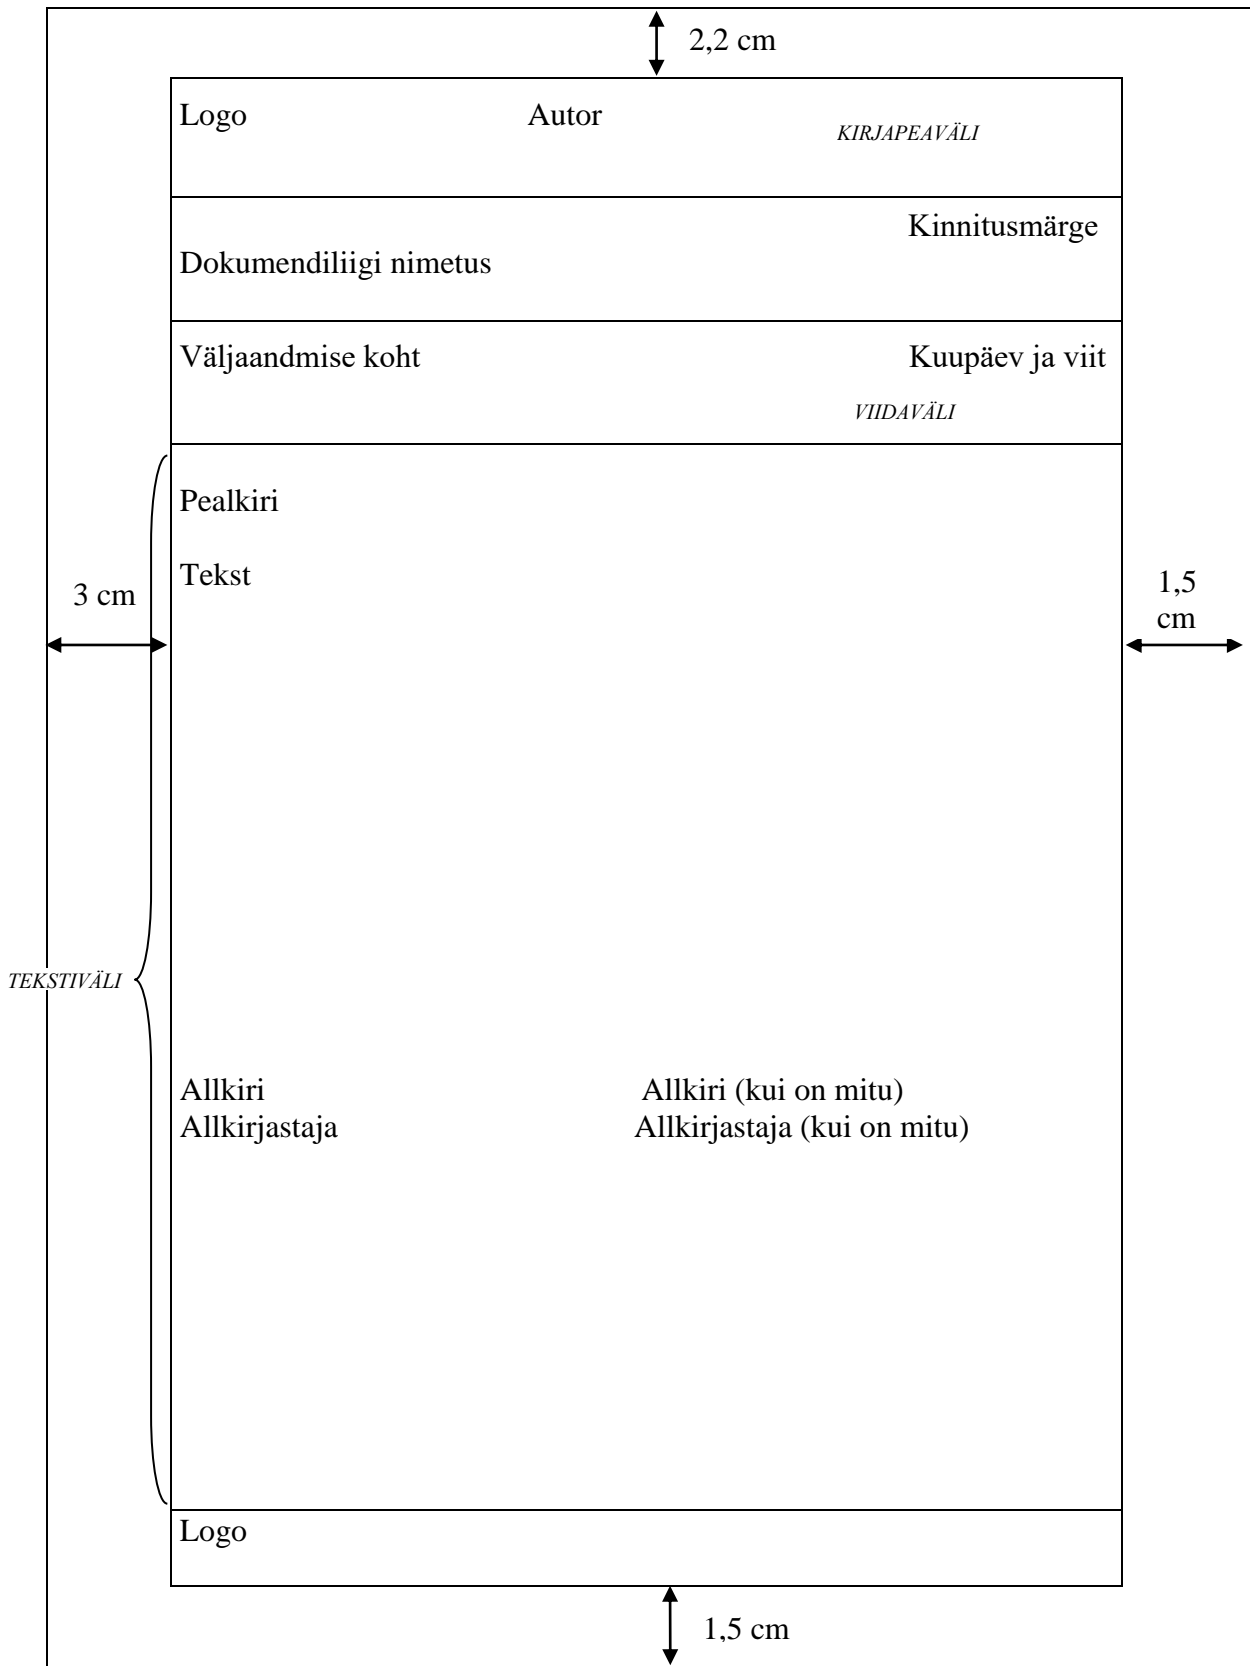 2,2 cm
Logo Autor KIRJAPEAVÄLI
Kinnitusmärge
Dokumendiliigi nimetus
Väljaandmise koht Kuupäev ja viit
VIIDAVÄLI
Pealkiri
Tekst
3 cm
1,5
cm
TEKSTIVÄLI
Allkiri Allkiri (kui on mitu)
Allkirjastaja Allkirjastaja (kui on mitu)
Logo
1,5 cm